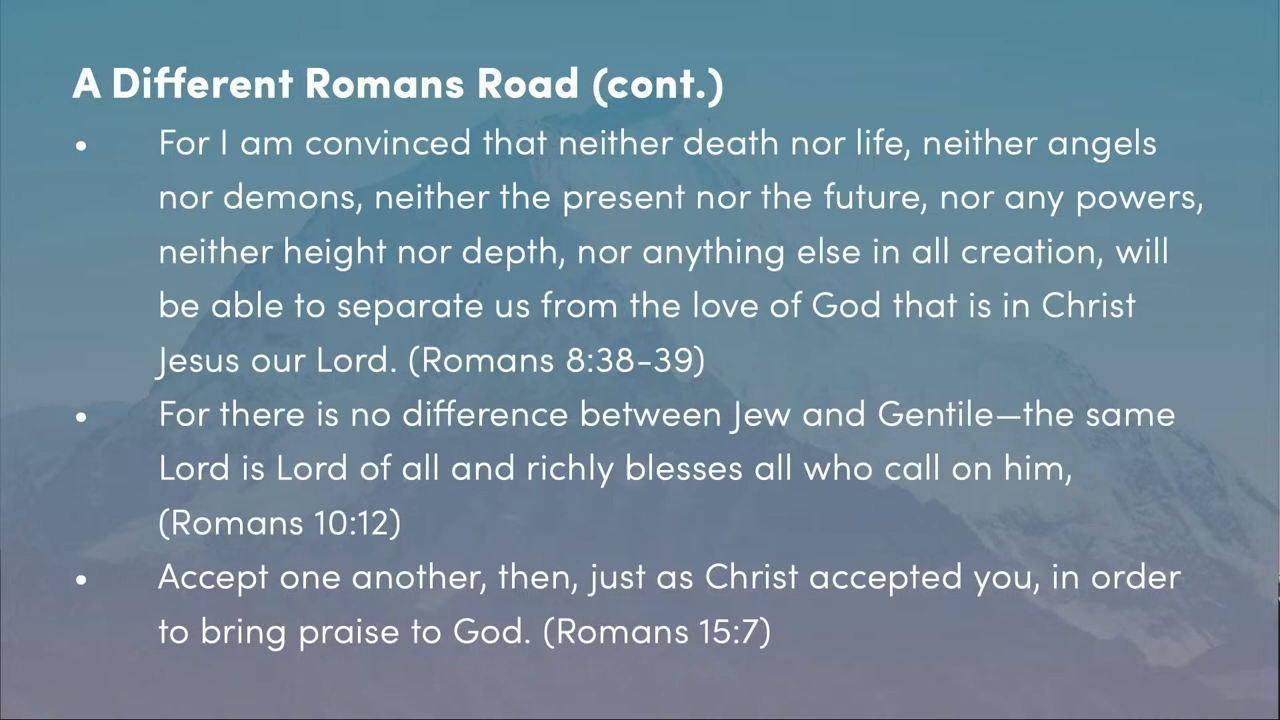 A Different Romans Road (cont.)
• For I am convinced that neither death nor life, neither angels
nor demons, neither the present nor the future, nor any powers,
neither height nor depth, nor anything else in all creation, will
be able to separate us from the love of God that is in Christ
Jesus our Lord. (Romans 8:38-39)
• For there is no difference between Jew and Gentile—the same
Lord is Lord of all and richly blesses all who call on him,
(Romans 10:12)
• Accept one another, then, just as Christ accepted you, in order
to bring praise to God. (Romans 15:7)